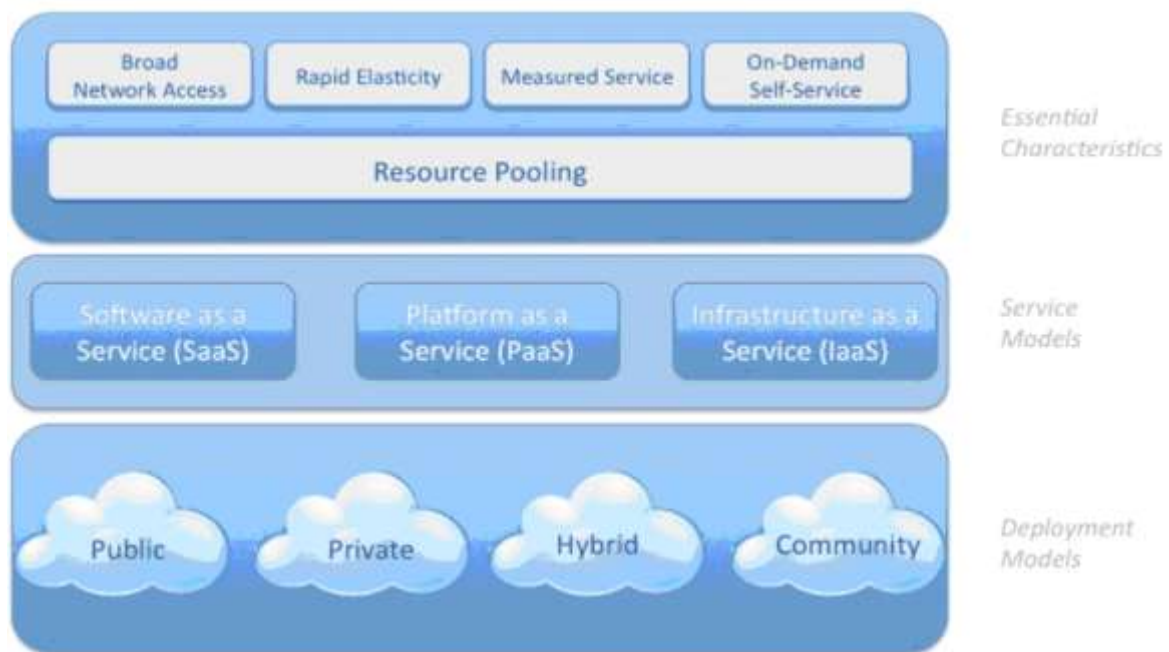 Broad
Network Access
Rapid Elasticity
Measured Service
On-Demand
Self-Service
Resource Pooling
Essential
Characteristics
Software as a
Service (SaaS)
Platform as a
Service (PaaS)
Infrastructure as a
Service (IaaS)
Service
Models
Public
Private
Hybrid
Community
Deployment
Models